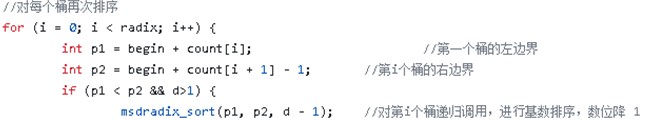 //对每个桶再次排序
for (i = 0; i < radix; i++) {
int p1 = begin + count[i]; //第一个桶的左边界
int p2 = begin + count[i + 1] - 1; //第i个桶的右边界
if (p1 < p2 && d>1) {
msdradix_sort(p1, p2, d - 1); //对第i个桶递归调用，进行基数排序，数位降 1